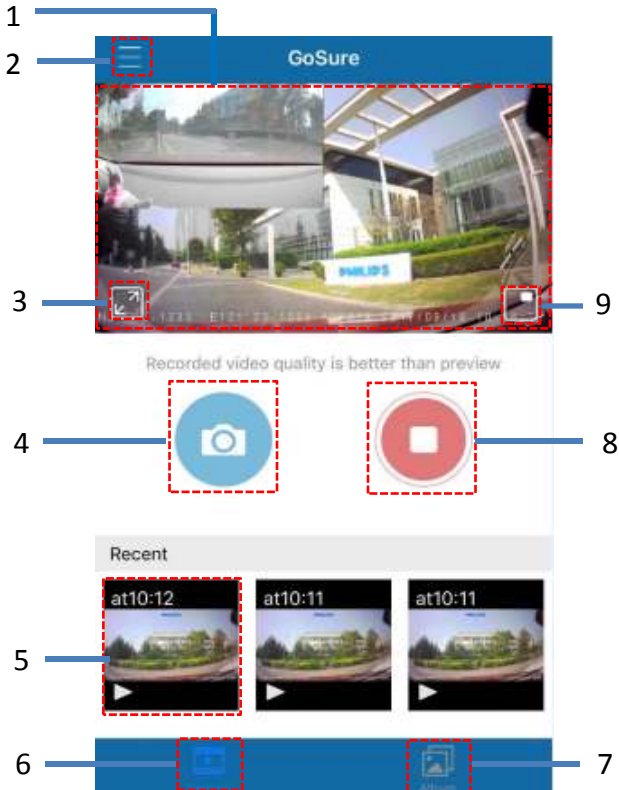 1
2
GoSure
PHILIPS
3
9
Recorded video quality is better than preview
4
8
Recent
at10:12
at10:11
at10:11
5
6
7